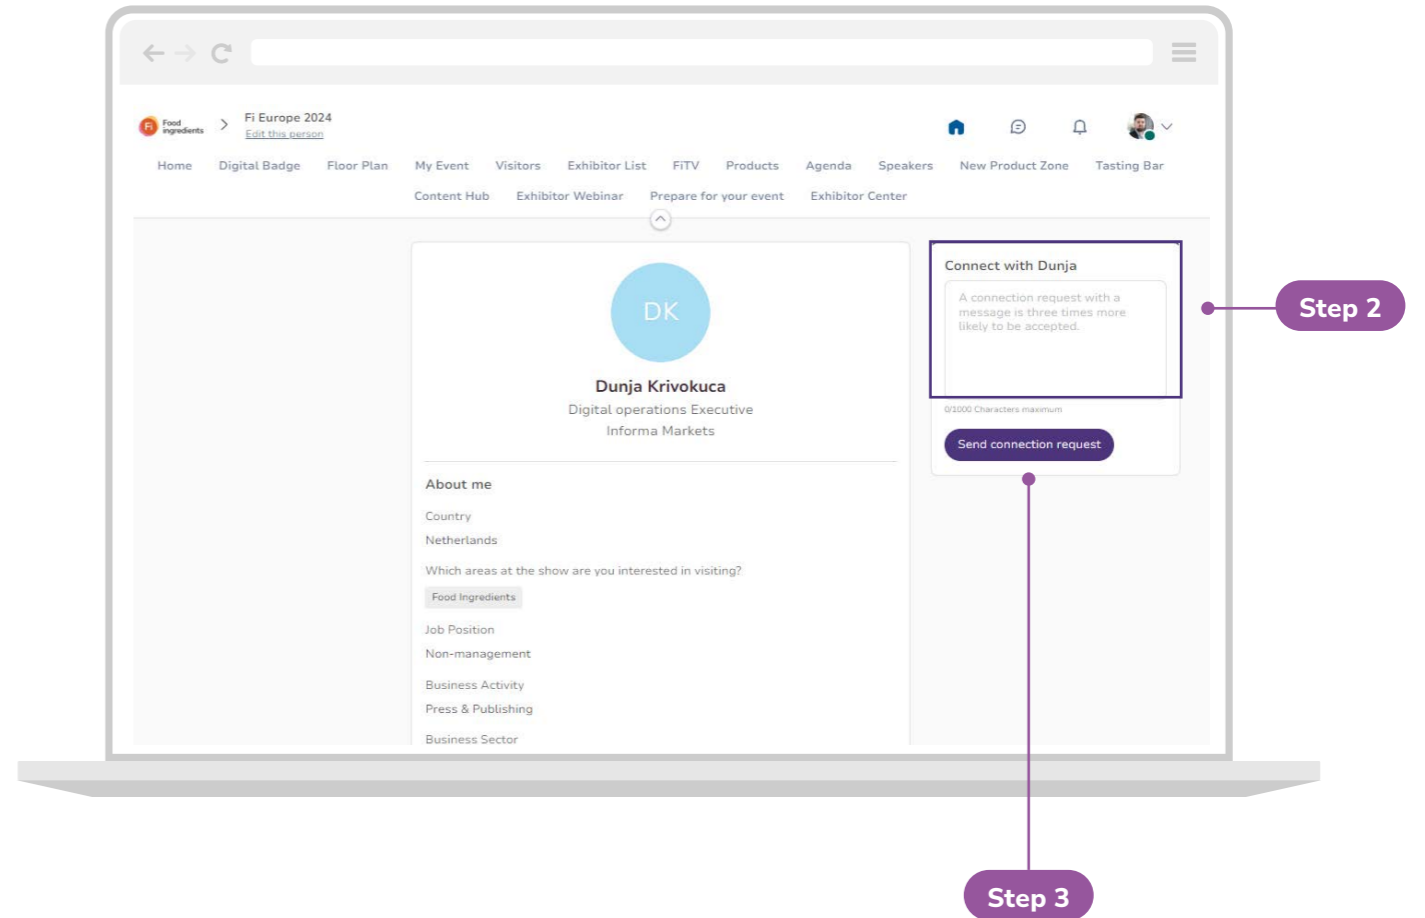 Fi
Food
ingredients
Fi Europe 2024
Edit this person
Home Digital Badge Floor Plan My Event Visitors Exhibitor List FiTV Products Agenda Speakers New Product Zone Tasting Bar
Content Hub Exhibitor Webinar Prepare for your event Exhibitor Center
DK
Dunja Krivokuca
Digital operations Executive
Informa Markets
About me
Country
Netherlands
Which areas at the show are you interested in visiting?
Food Ingredients
Job Position
Non-management
Business Activity
Press & Publishing
Business Sector
Connect with Dunja
A connection request with a
message is three times more
likely to be accepted.
0/1000 Characters maximum
Send connection request
Step 2
Step 3